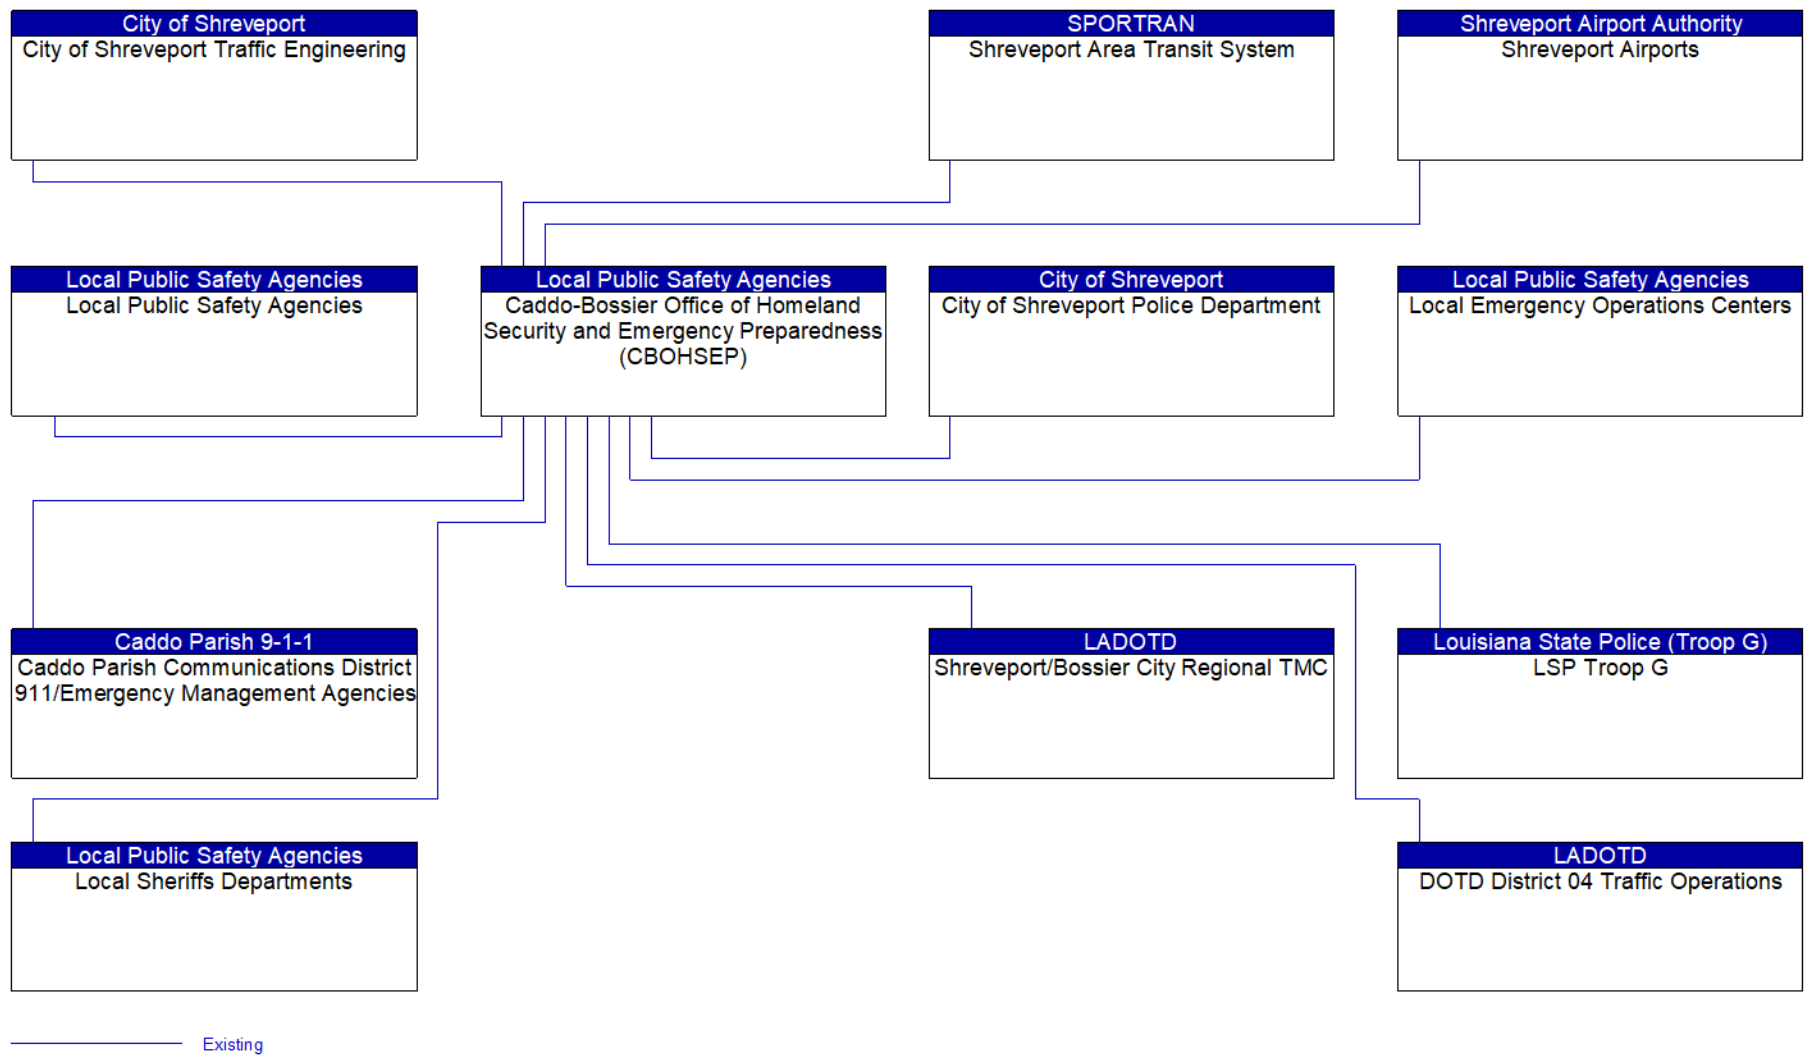 City of Shreveport
City of Shreveport Traffic Engineering
SPORTRAN
Shreveport Area Transit System
Shreveport Airport Authority
Shreveport Airports
Local Public Safety Agencies
Local Public Safety Agencies
Local Public Safety Agencies
Caddo-Bossier Office of Homeland
Security and Emergency Preparedness
(CBOHSEP)
City of Shreveport
City of Shreveport Police Department
Local Public Safety Agencies
Local Emergency Operations Centers
Caddo Parish 9-1-1
Caddo Parish Communications District
911/Emergency Management Agencies
LADOTD
Shreveport/Bossier City Regional TMC
Louisiana State Police (Troop G)
LSP Troop G
Local Public Safety Agencies
Local Sheriffs Departments
LADOTD
DOTD District 04 Traffic Operations
Existing